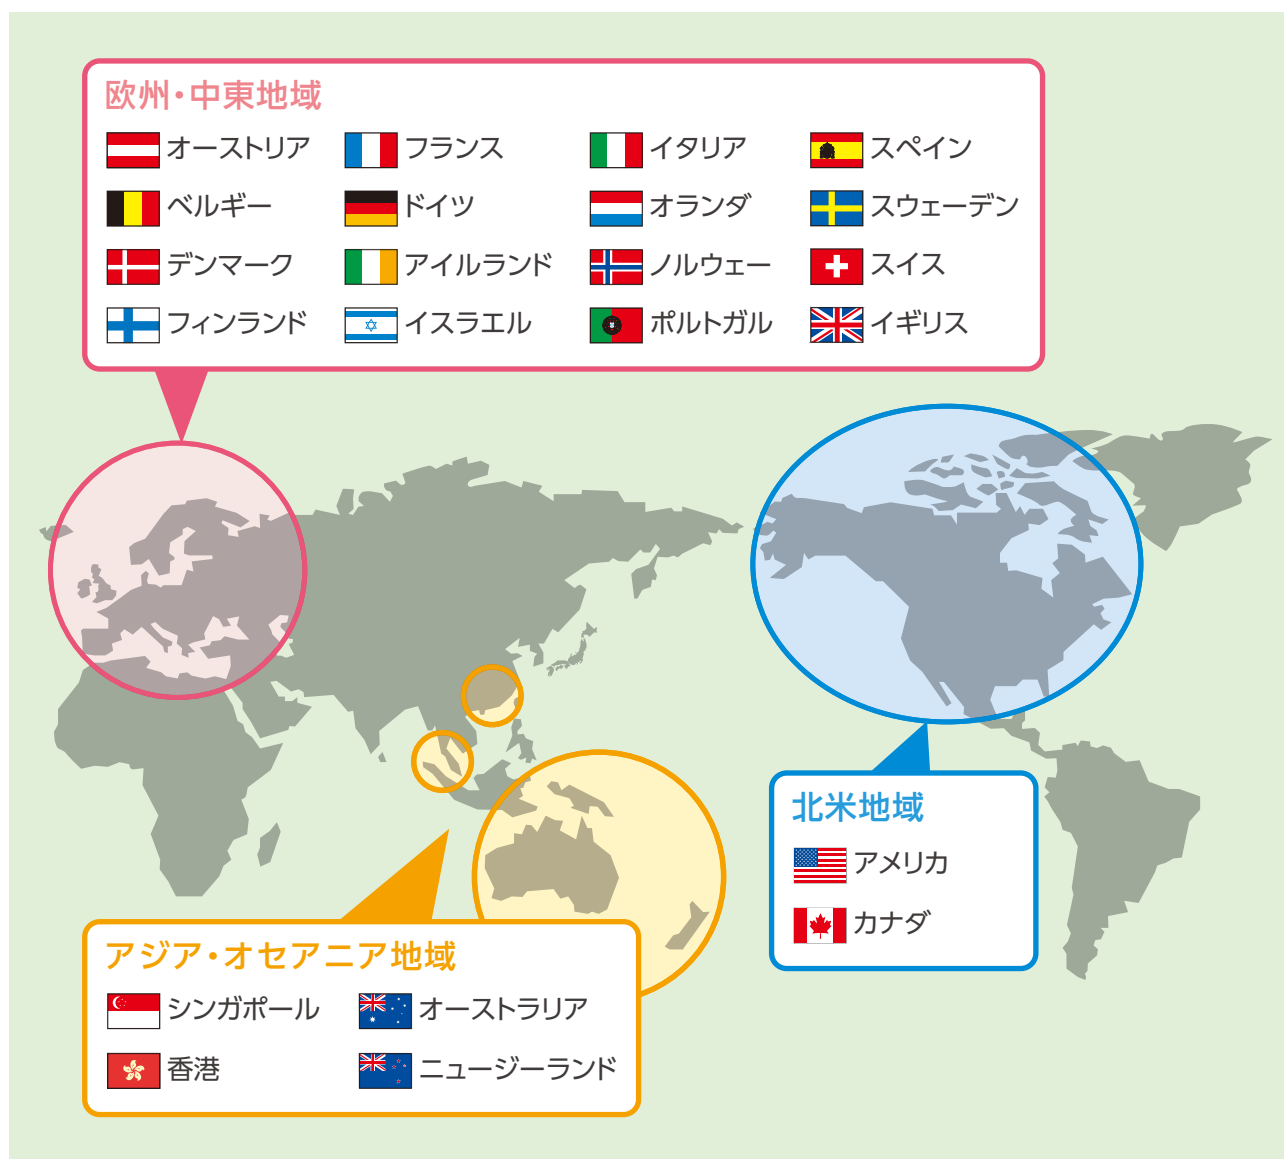 欧州・中東地域
オーストリア フランス イタリア スペイン
ベルギー ドイツ オランダ スウェーデン
デンマーク アイルランド ノルウェー スイス
フィンランド イスラエル ポルトガル イギリス
北米地域
アメリカ
カナダ
アジア・オセアニア地域
シンガポール オーストラリア
香港 ニュージーランド